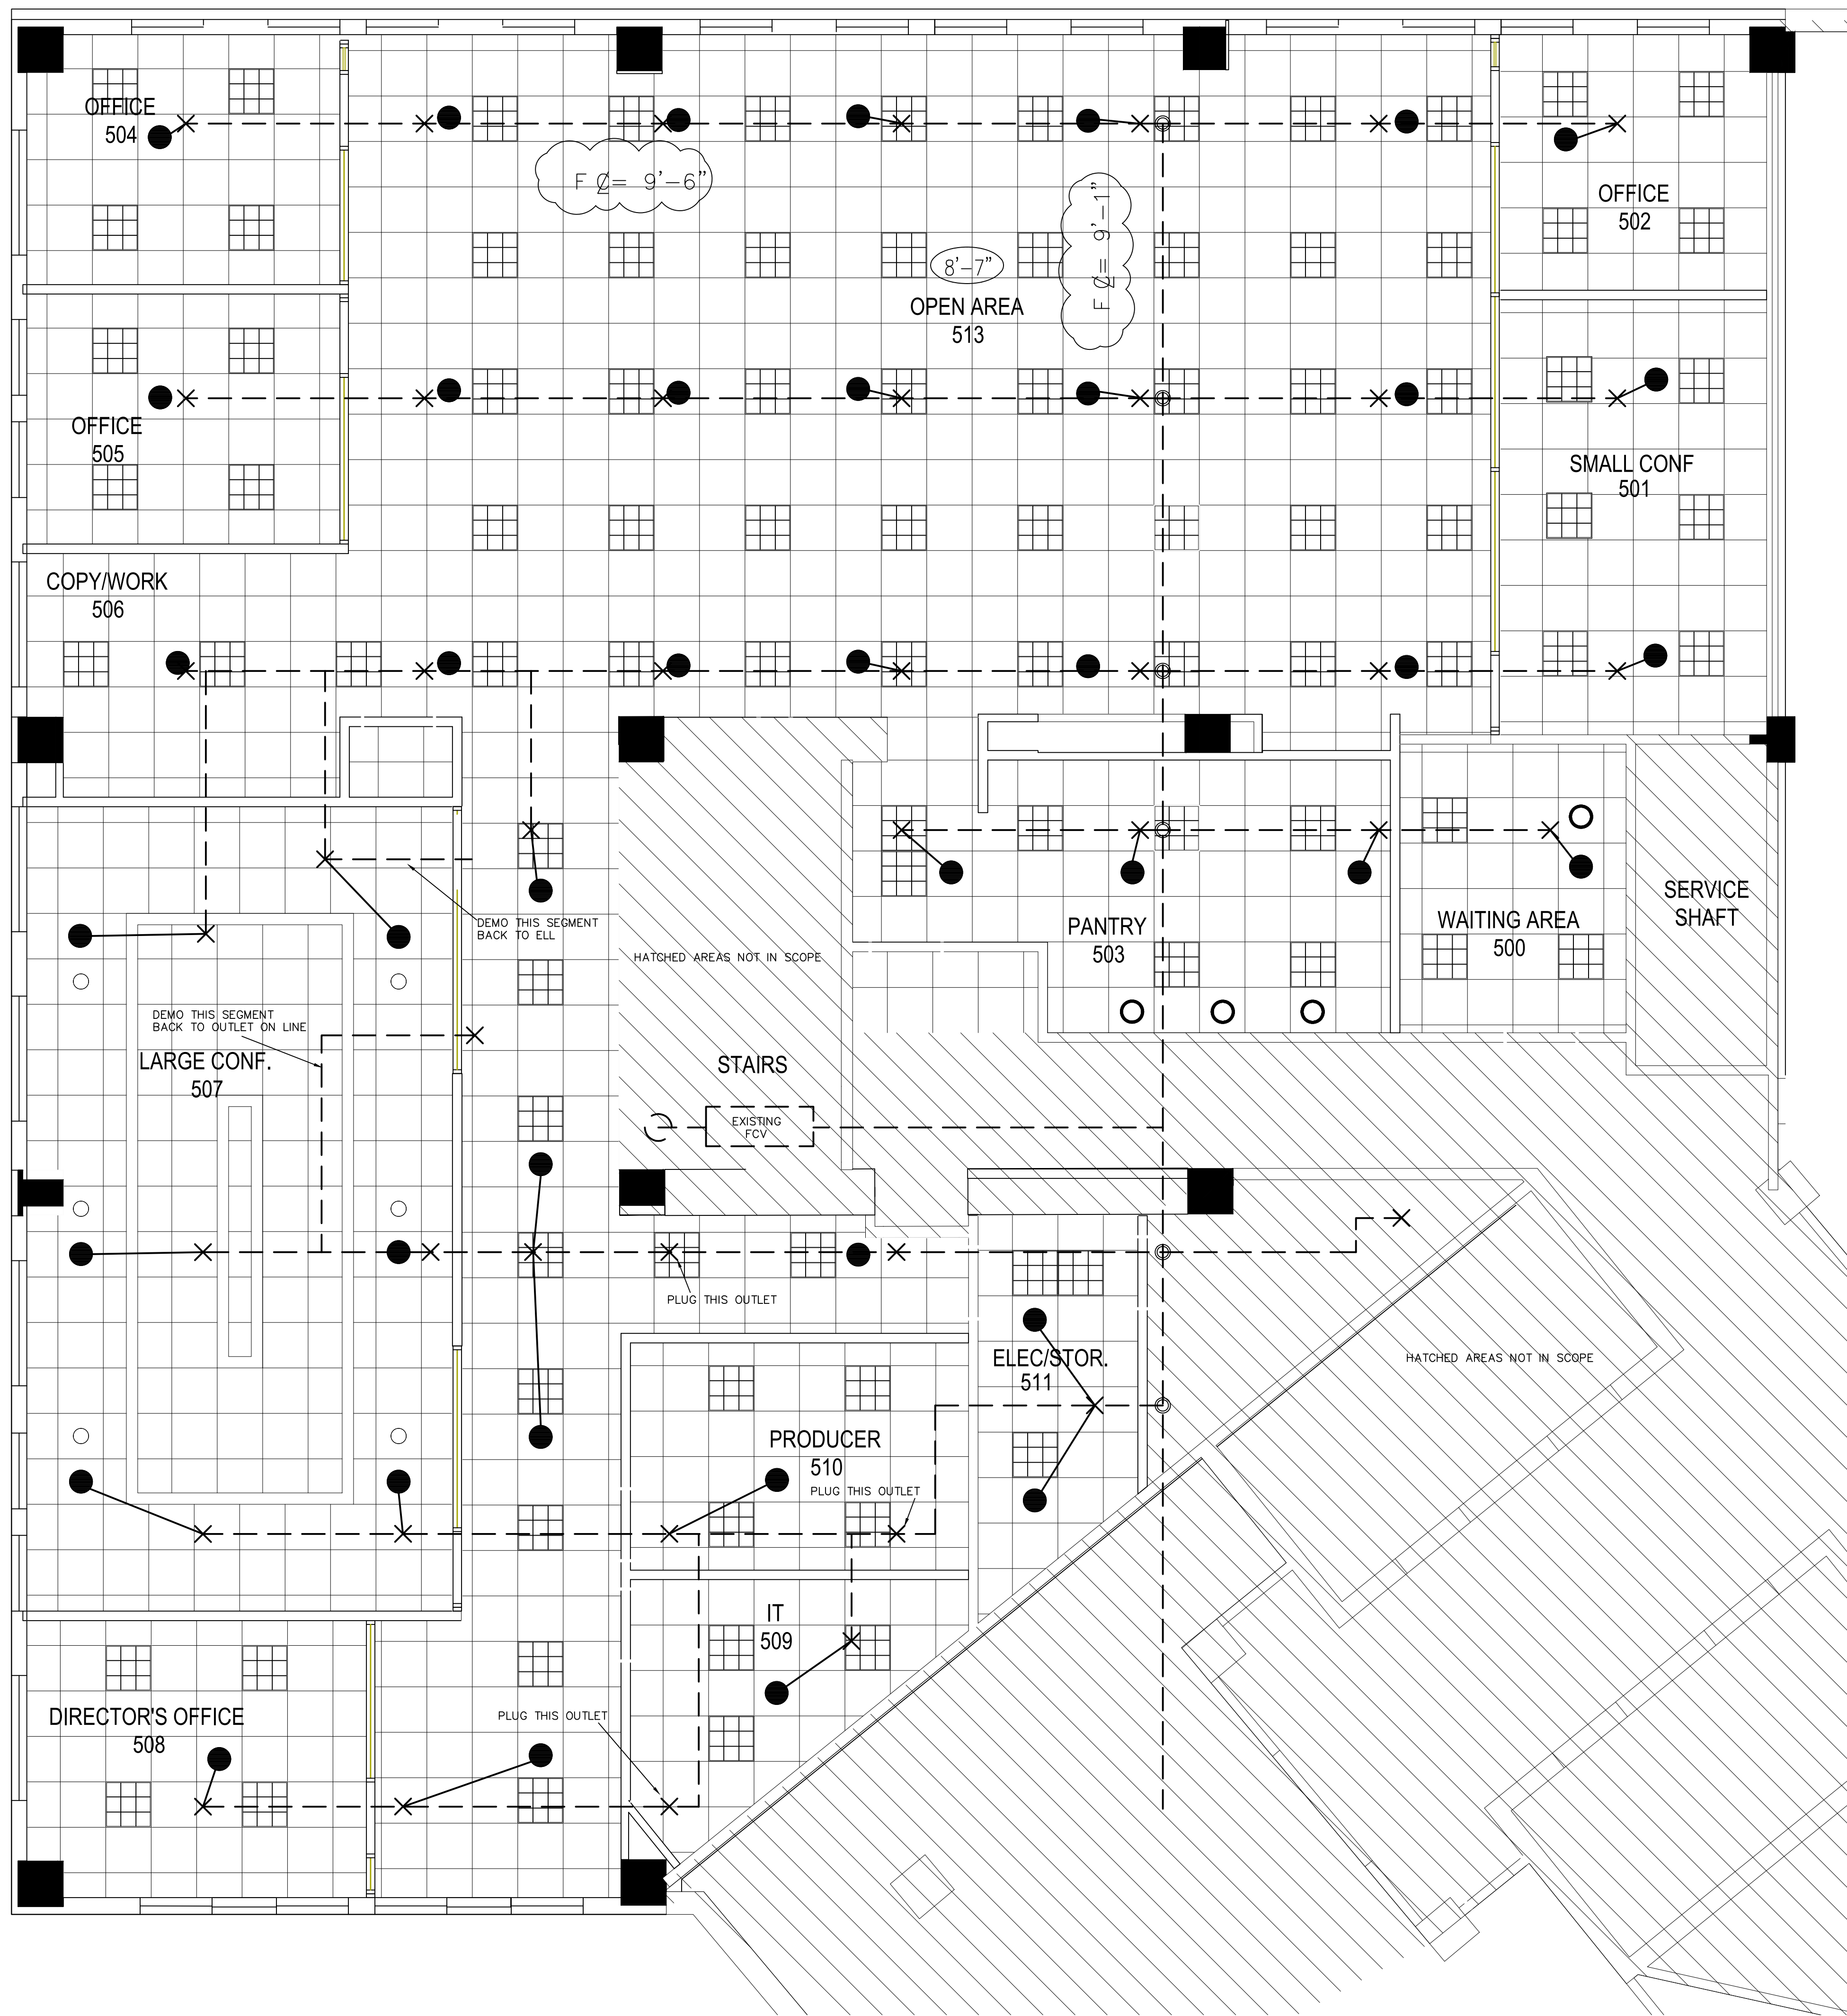 OFFICE
504
F ₵= 9'-6"
F ₵= 9'-1"
OFFICE
502
8'-7"
OPEN AREA
513
OFFICE
505
SMALL CONF
501
COPY/WORK
506
DEMO THIS SEGMENT
BACK TO ELL
HATCHED AREAS NOT IN SCOPE
PANTRY
503
WAITING AREA
500
SERVICE
SHAFT
DEMO THIS SEGMENT
BACK TO OUTLET ON LINE
LARGE CONF.
507
STAIRS
EXISTING
FCV
PLUG THIS OUTLET
ELEC/STOR.
511
HATCHED AREAS NOT IN SCOPE
PRODUCER
510
PLUG THIS OUTLET
IT
509
DIRECTOR'S OFFICE
508
PLUG THIS OUTLET